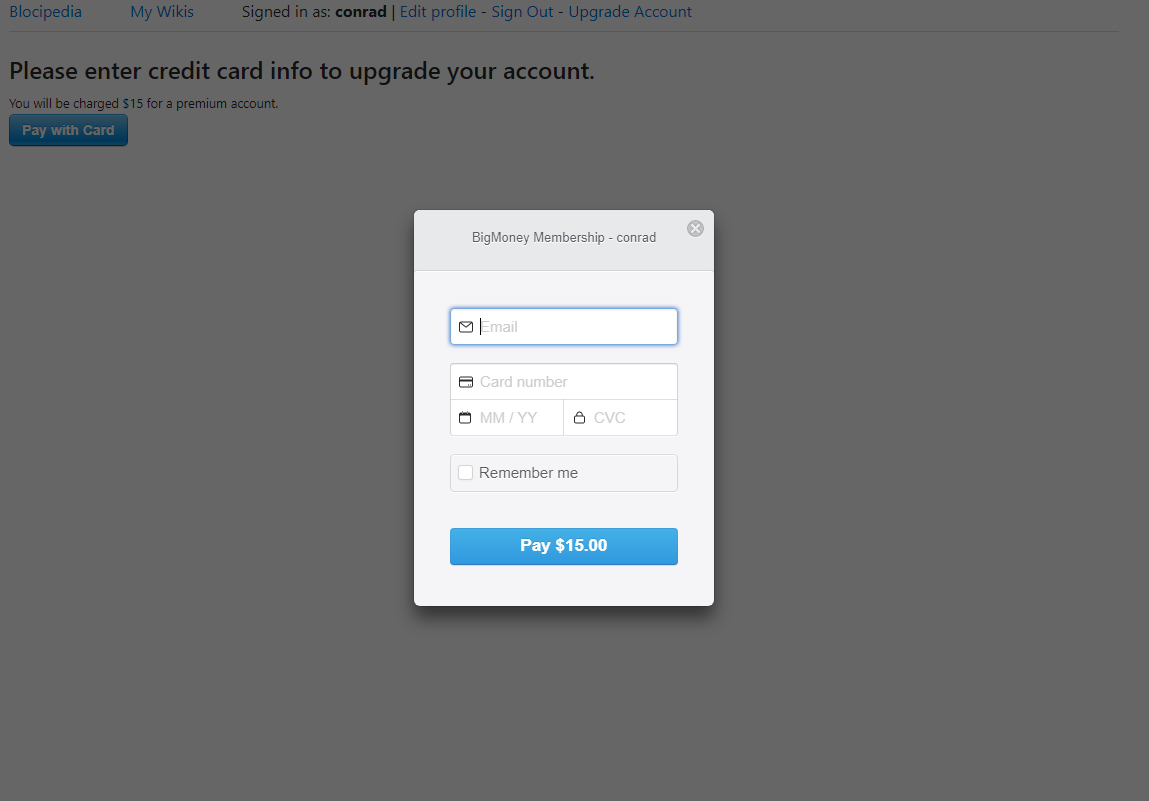 Blocipedia My Wikis Signed in as: conrad | Edit profile - Sign Out - Upgrade Account
Please enter credit card info to upgrade your account.
You will be charged $15 for a premium account.
Pay with Card
BigMoney Membership - conrad
Email
Card number
MM / YY CVC
Remember me
Pay $15.00